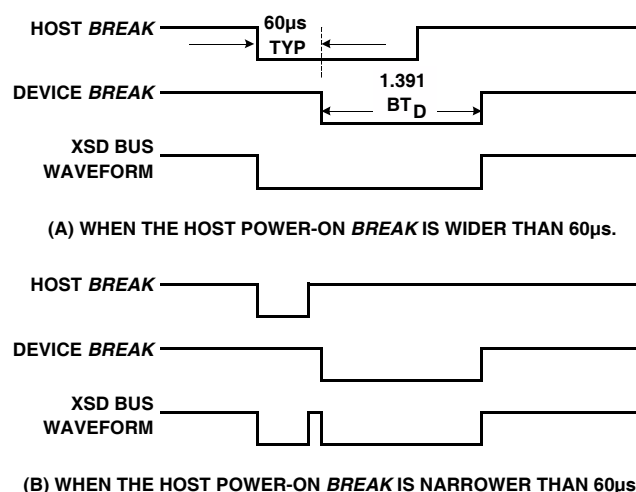 HOST BREAK
60µs
TYP
DEVICE BREAK
1.391
BTD
XSD BUS
WAVEFORM
(A) WHEN THE HOST POWER-ON BREAK IS WIDER THAN 60µs.
HOST BREAK
DEVICE BREAK
XSD BUS
WAVEFORM
(B) WHEN THE HOST POWER-ON BREAK IS NARROWER THAN 60µs